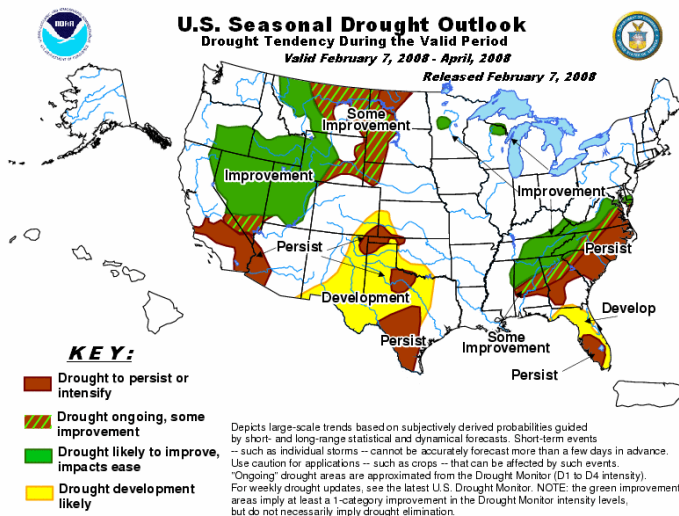 U.S. Seasonal Drought Outlook
Drought Tendency During the Valid Period
Valid February 7, 2008 - April, 2008
Released February 7, 2008
NOAA
Some
Improvement
Improvement
Improvement
Persist
Persist
Development
Develop
Persist
Some
Improvement
Persist
KEY:
Drought to persist or
intensify
Drought ongoing, some
improvement
Drought likely to improve,
impacts ease
Drought development
likely
Depicts large-scale trends based on subjectively derived probabilities guided
by short- and long-range statistical and dynamical forecasts. Short-term events
-- such as individual storms -- cannot be accurately forecast more than a few days in advance.
Use caution for applications -- such as crops -- that can be affected by such events.
"Ongoing" drought areas are approximated from the Drought Monitor (D1 to D4 intensity).
For weekly drought updates, see the latest U.S. Drought Monitor. NOTE: the green improvement
areas imply at least a 1-category improvement in the Drought Monitor intensity levels,
but do not necessarily imply drought elimination.